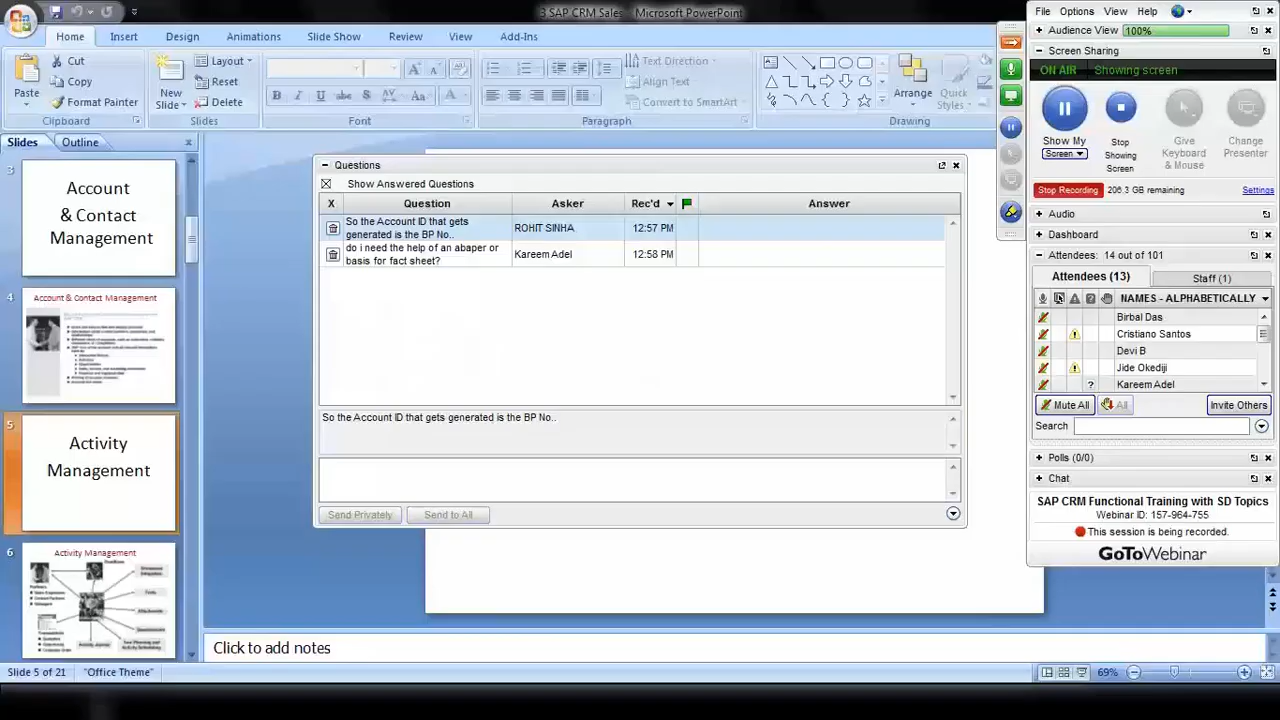 3 SAP CRM Sales - Microsoft PowerPoint
Home Insert Design Animations Slide Show Review View Add-Ins
Paste
Cut
Copy
Format Painter
Clipboard
New Slide
Layout
Reset
Delete
Slides
B I U abc S AV Aa A
Font
Text Direction
Align Text
Convert to SmartArt
Paragraph
Arrange
Quick Styles
Drawing
Slides Outline
3
Account
& Contact
Management
4
Account & Contact Management
5
Activity
Management
6
Activity Management
Questions
Show Answered Questions
X Question Asker Rec'd Answer
So the Account ID that gets
generated is the BP No..
ROHIT SINHA 12:57 PM
do i need the help of an abaper or
basis for fact sheet?
Kareem Adel 12:58 PM
So the Account ID that gets generated is the BP No..
Send Privately Send to All
Click to add notes
Slide 5 of 21 "Office Theme" 69%
File Options View Help
Audience View 100%
Screen Sharing
ON AIR Showing screen
Show My
Screen
Stop
Showing
Screen
Give
Keyboard
& Mouse
Change
Presenter
Stop Recording 206.3 GB remaining Settings
Audio
Dashboard
Attendees: 14 out of 101
Attendees (13) Staff (1)
NAMES - ALPHABETICALLY
Birbal Das
Cristiano Santos
Devi B
Jide Okediji
? Kareem Adel
Mute All All Invite Others
Search
Polls (0/0)
Chat
SAP CRM Functional Training with SD Topics
Webinar ID: 157-964-755
This session is being recorded.
GoToWebinar